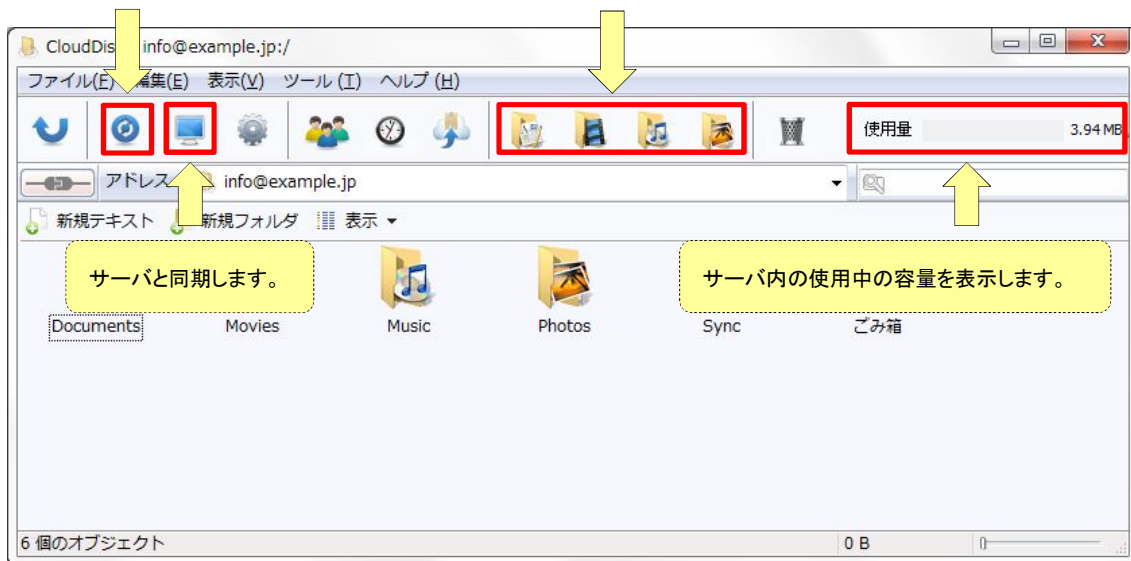 CloudDis info@example.jp:/
ファイル(F) 編集(E) 表示(V) ツール (T) ヘルプ (H)
使用量 3.94 MB
アドレス info@example.jp
新規テキスト 新規フォルダ 表示
サーバと同期します。
サーバ内の使用中の容量を表示します。
Documents Movies Music Photos Sync ごみ箱
6 個のオブジェクト 0 B